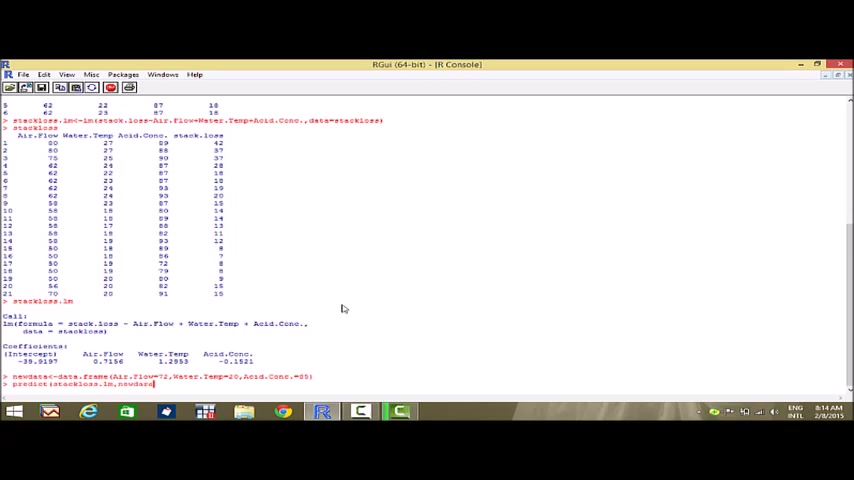 RGui (64-bit) - [R Console]
File Edit View Misc Packages Windows Help
5 62 22 87 18
6 62 23 87 18
> stackloss.lm<-lm(stack.loss~Air.Flow+Water.Temp+Acid.Conc.,data=stackloss)
> stackloss
Air.Flow Water.Temp Acid.Conc. stack.loss
1 80 27 89 42
2 80 27 88 37
3 75 25 90 37
4 62 24 87 28
5 62 22 87 18
6 62 23 87 18
7 62 24 93 19
8 62 24 93 20
9 58 23 87 15
10 58 18 80 14
11 58 18 89 14
12 58 17 88 13
13 58 18 82 11
14 58 19 93 12
15 50 18 89 8
16 50 18 86 7
17 50 19 72 8
18 50 19 79 8
19 50 20 80 9
20 56 20 82 15
21 70 20 91 15
> stackloss.lm
Call:
lm(formula = stack.loss ~ Air.Flow + Water.Temp + Acid.Conc.,
data = stackloss)
Coefficients:
(Intercept) Air.Flow Water.Temp Acid.Conc.
-39.9197 0.7156 1.2953 -0.1521
> newdata<-data.frame(Air.Flow=72,Water.Temp=20,Acid.Conc.=85)
> predict(stackloss.lm,newdara
ENG 8:14 AM
INTL 2/8/2015